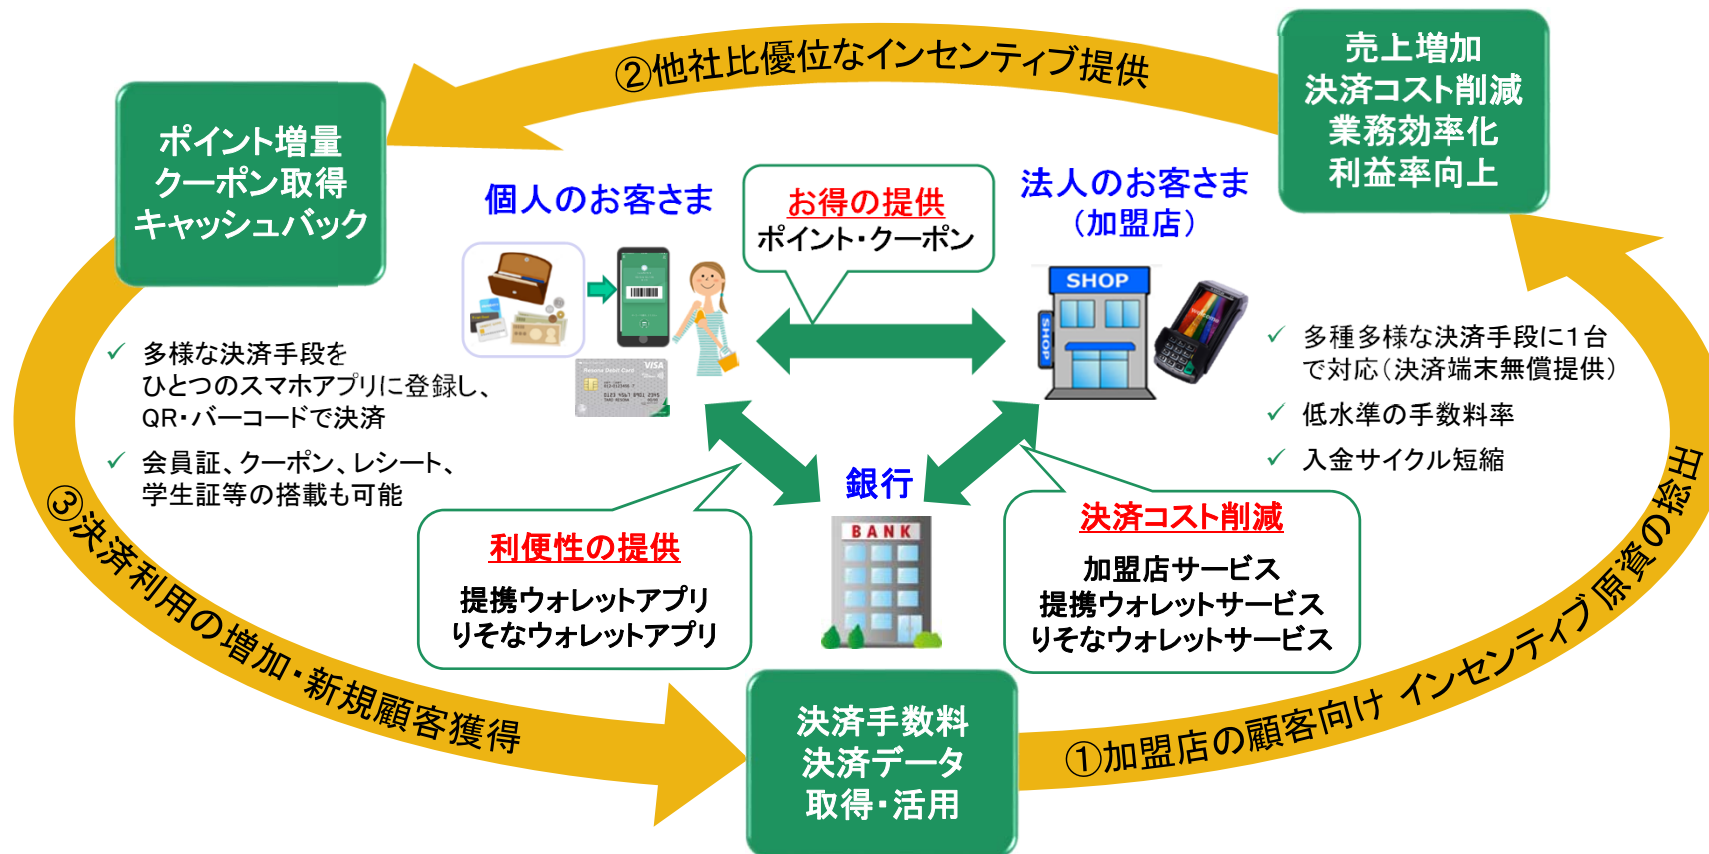 ②他社比優位なインセンティブ提供
売上増加
決済コスト削減
業務効率化
利益率向上
ポイント増量
クーポン取得
キャッシュバック
個人のお客さま
お得の提供
ポイント・クーポン
法人のお客さま
（加盟店）
SHOP
SHOP
VISA
✓ 多様な決済手段を
ひとつのスマホアプリに登録し、
QR・バーコードで決済
✓ 会員証、クーポン、レシート、
学生証等の搭載も可能
✓ 多種多様な決済手段に１台
で対応（決済端末無償提供）
✓ 低水準の手数料率
✓ 入金サイクル短縮
銀行
BANK
利便性の提供
提携ウォレットアプリ
りそなウォレットアプリ
決済コスト削減
加盟店サービス
提携ウォレットサービス
りそなウォレットサービス
③決済利用の増加・新規顧客獲得
決済手数料
決済データ
取得・活用
①加盟店の顧客向け インセンティブ原資の捻出